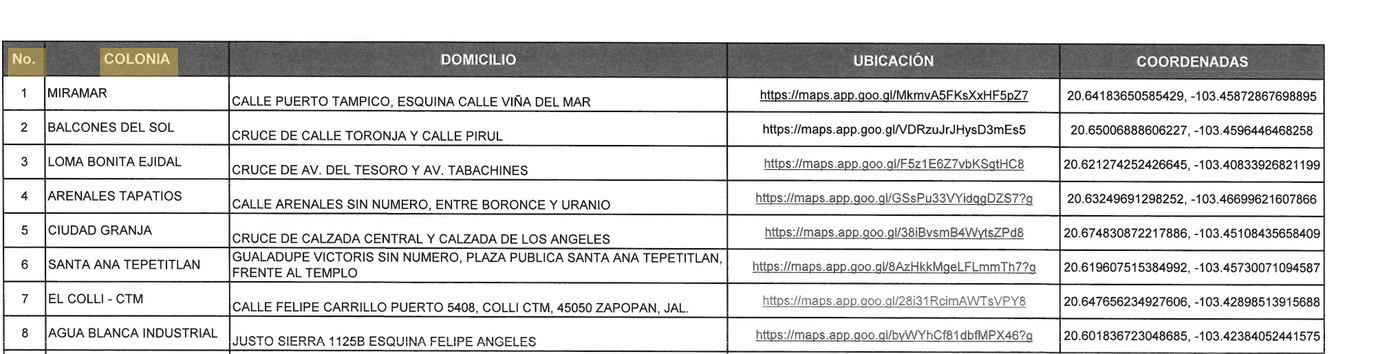 No. COLONIA DOMICILIO UBICACIÓN COORDENADAS
1 MIRAMAR CALLE PUERTO TAMPICO, ESQUINA CALLE VIÑA DEL MAR https://maps.app.goo.gl/MkmvA5FKsXxHF5pZ7 20.64183650585429, -103.45872867698895
2 BALCONES DEL SOL CRUCE DE CALLE TORONJA Y CALLE PIRUL https://maps.app.goo.gl/VDRzuJrJHysD3mEs5 20.65006888606227, -103.4596446468258
3 LOMA BONITA EJIDAL CRUCE DE AV. DEL TESORO Y AV. TABACHINES https://maps.app.goo.gl/F5z1E6Z7vbKSgtHC8 20.621274252426645, -103.40833926821199
4 ARENALES TAPATIOS CALLE ARENALES SIN NUMERO, ENTRE BORONCE Y URANIO https://maps.app.goo.gl/GSsPu33VYidqgDZS7?g 20.63249691298252, -103.46699621607866
5 CIUDAD GRANJA CRUCE DE CALZADA CENTRAL Y CALZADA DE LOS ANGELES https://maps.app.goo.gl/38iBvsmB4WytsZPd8 20.674830872217886, -103.45108435658409
6 SANTA ANA TEPETITLAN GUALADUPE VICTORIS SIN NUMERO, PLAZA PUBLICA SANTA ANA TEPETITLAN,
FRENTE AL TEMPLO https://maps.app.goo.gl/8AzHkkMgeLFLmmTh7?g 20.619607515384992, -103.45730071094587
7 EL COLLI - CTM CALLE FELIPE CARRILLO PUERTO 5408, COLLI CTM, 45050 ZAPOPAN, JAL. https://maps.app.goo.gl/28i31RcimAWTsVPY8 20.647656234927606, -103.42898513915688
8 AGUA BLANCA INDUSTRIAL JUSTO SIERRA 1125B ESQUINA FELIPE ANGELES https://maps.app.goo.gl/byWYhCf81dbfMPX46?g 20.601836723048685, -103.42384052441575